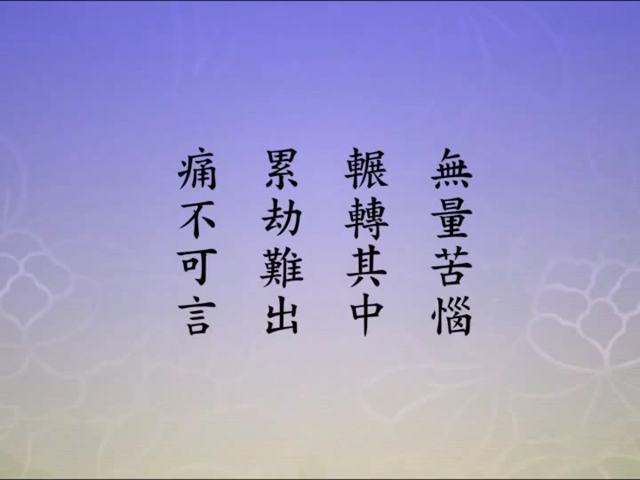 無量苦惱
輾轉其中
累劫難出
痛不可言